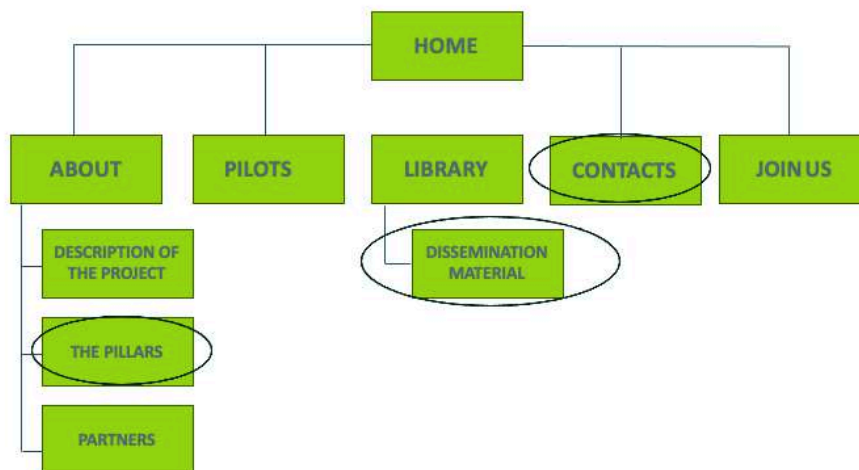 HOME
ABOUT
PILOTS
LIBRARY
CONTACTS
JOIN US
DESCRIPTION OF
THE PROJECT
DISSEMINATION
MATERIAL
THE PILLARS
PARTNERS